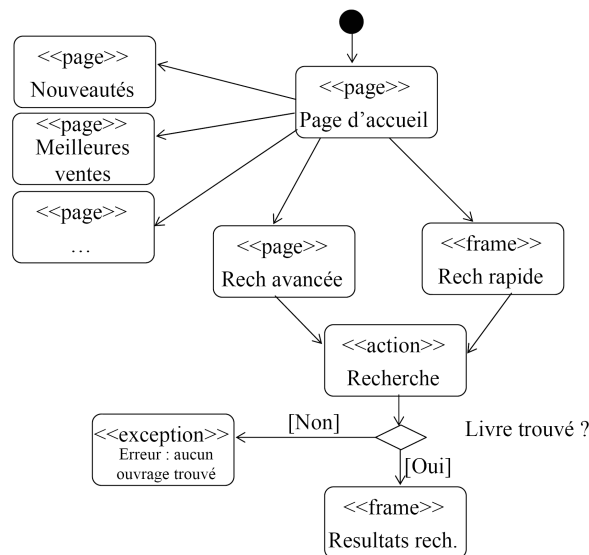 <<page>>
Nouveautés
<<page>>
Page d'accueil
<<page>>
Meilleures
ventes
<<page>>
…
<<page>>
Rech avancée
<<frame>>
Rech rapide
<<action>>
Recherche
[Non]
Livre trouvé ?
<<exception>>
Erreur : aucun
ouvrage trouvé
[Oui]
<<frame>>
Resultats rech.